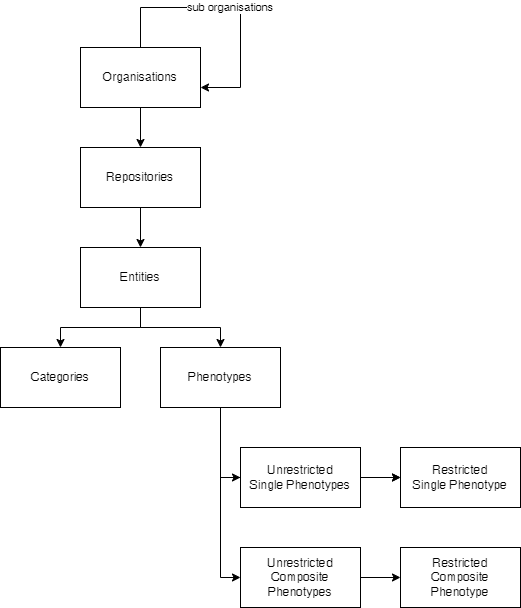 sub organisations
Organisations
Repositories
Entities
Categories
Phenotypes
Unrestricted
Single Phenotypes
Restricted
Single Phenotype
Unrestricted
Composite
Phenotypes
Restricted
Composite
Phenotype